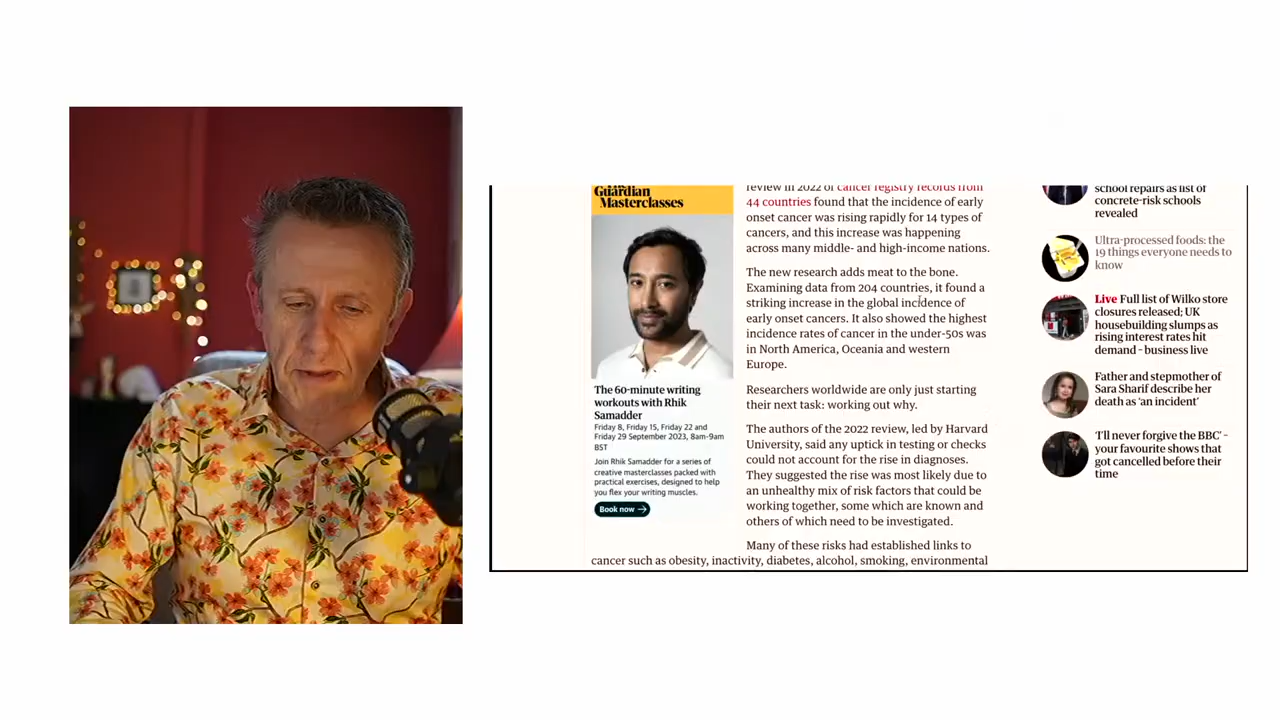 Guardian
Masterclasses
The 60-minute writing
workouts with Rhik
Samadder
Friday 8, Friday 15, Friday 22 and
Friday 29 September 2023, 8am-9am
BST
Join Rhik Samadder for a series of
creative masterclasses packed with
practical exercises, designed to help
you flex your writing muscles.
Book now →
review in 2022 of cancer registry records from
44 countries found that the incidence of early
onset cancer was rising rapidly for 14 types of
cancers, and this increase was happening
across many middle- and high-income nations.
The new research adds meat to the bone.
Examining data from 204 countries, it found a
striking increase in the global incidence of
early onset cancers. It also showed the highest
incidence rates of cancer in the under-50s was
in North America, Oceania and western
Europe.
Researchers worldwide are only just starting
their next task: working out why.
The authors of the 2022 review, led by Harvard
University, said any uptick in testing or checks
could not account for the rise in diagnoses.
They suggested the rise was most likely due to
an unhealthy mix of risk factors that could be
working together, some which are known and
others of which need to be investigated.
Many of these risks had established links to
cancer such as obesity, inactivity, diabetes, alcohol, smoking, environmental
school repairs as list of
concrete-risk schools
revealed
Ultra-processed foods: the
19 things everyone needs to
know
Live Full list of Wilko store
closures released; UK
housebuilding slumps as
rising interest rates hit
demand – business live
Father and stepmother of
Sara Sharif describe her
death as ‘an incident’
‘I’ll never forgive the BBC’ –
your favourite shows that
got cancelled before their
time